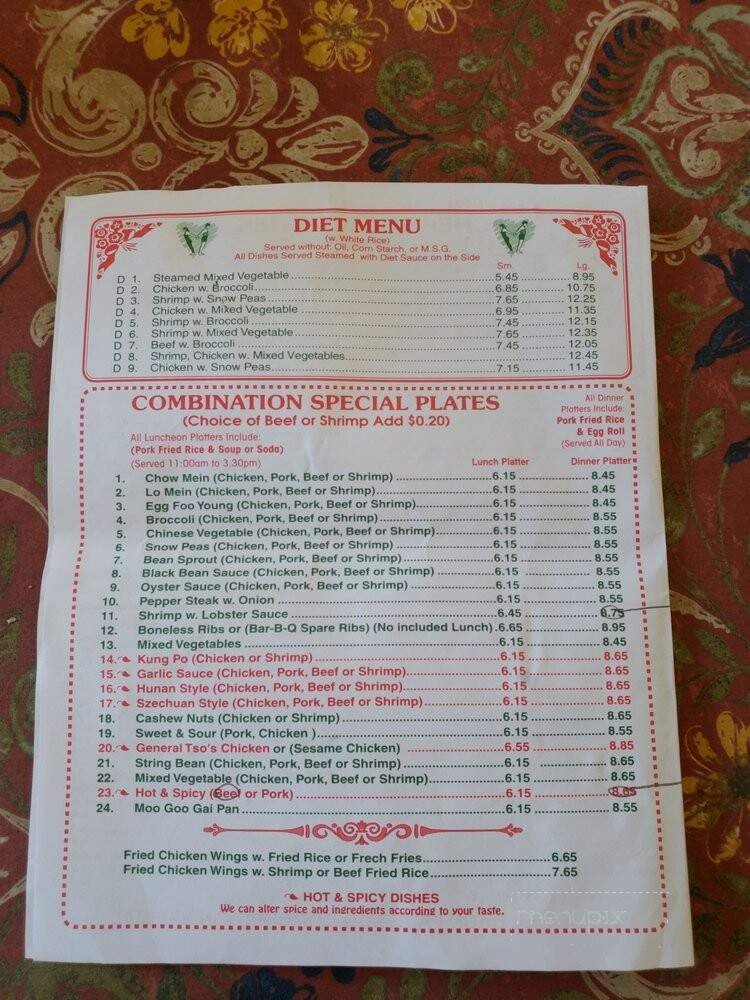 DIET MENU
(w. White Rice)
Served without: Oil, Corn Starch, or M.S.G.
All Dishes Served Steamed with Diet Sauce on the Side
Sm. Lg.
D 1. Steamed Mixed Vegetable 5.45 8.95
D 2. Chicken w. Broccoli 6.85 10.75
D 3. Shrimp w. Snow Peas 7.65 12.25
D 4. Chicken w. Mixed Vegetable 6.95 11.35
D 5. Shrimp w. Broccoli 7.45 12.15
D 6. Shrimp w. Mixed Vegetable 7.65 12.35
D 7. Beef w. Broccoli 7.45 12.05
D 8. Shrimp, Chicken w. Mixed Vegetables 12.45
D 9. Chicken w. Snow Peas 7.15 11.45
COMBINATION SPECIAL PLATES
(Choice of Beef or Shrimp Add $0.20)
All Luncheon Platters Include:
(Pork Fried Rice & Soup or Soda)
(Served 11:00am to 3.30pm)
All Dinner
Platters Include:
Pork Fried Rice
& Egg Roll
(Served All Day)
Lunch Platter Dinner Platter
1. Chow Mein (Chicken, Pork, Beef or Shrimp) 6.15 8.45
2. Lo Mein (Chicken, Pork, Beef or Shrimp) 6.15 8.45
3. Egg Foo Young (Chicken, Pork, Beef or Shrimp) 6.15 8.45
4. Broccoli (Chicken, Pork, Beef or Shrimp) 6.15 8.55
5. Chinese Vegetable (Chicken, Pork, Beef or Shrimp) 6.15 8.55
6. Snow Peas (Chicken, Pork, Beef or Shrimp) 6.15 8.55
7. Bean Sprout (Chicken, Pork, Beef or Shrimp) 6.15 8.55
8. Black Bean Sauce (Chicken, Pork, Beef or Shrimp) 6.15 8.55
9. Oyster Sauce (Chicken, Pork, Beef or Shrimp) 6.15 8.55
10. Pepper Steak w. Onion 6.15 8.55
11. Shrimp w. Lobster Sauce 6.45 8.75
12. Boneless Ribs or (Bar-B-Q Spare Ribs) (No included Lunch) 6.65 8.95
13. Mixed Vegetables 6.15 8.45
14. Kung Po (Chicken or Shrimp) 6.15 8.65
15. Garlic Sauce (Chicken, Pork, Beef or Shrimp) 6.15 8.65
16. Hunan Style (Chicken, Pork, Beef or Shrimp) 6.15 8.65
17. Szechuan Style (Chicken, Pork, Beef or Shrimp) 6.15 8.65
18. Cashew Nuts (Chicken or Shrimp) 6.15 8.65
19. Sweet & Sour (Pork, Chicken ) 6.15 8.55
20. General Tso's Chicken or (Sesame Chicken) 6.55 8.85
21. String Bean (Chicken, Pork, Beef or Shrimp) 6.15 8.65
22. Mixed Vegetable (Chicken, Pork, Beef or Shrimp) 6.15 8.65
23. Hot & Spicy (Beef or Pork) 6.15 8.65
24. Moo Goo Gai Pan 6.15 8.55
Fried Chicken Wings w. Fried Rice or Frech Fries 6.65
Fried Chicken Wings w. Shrimp or Beef Fried Rice 7.65
HOT & SPICY DISHES
We can alter spice and ingredients according to your taste.
menupix